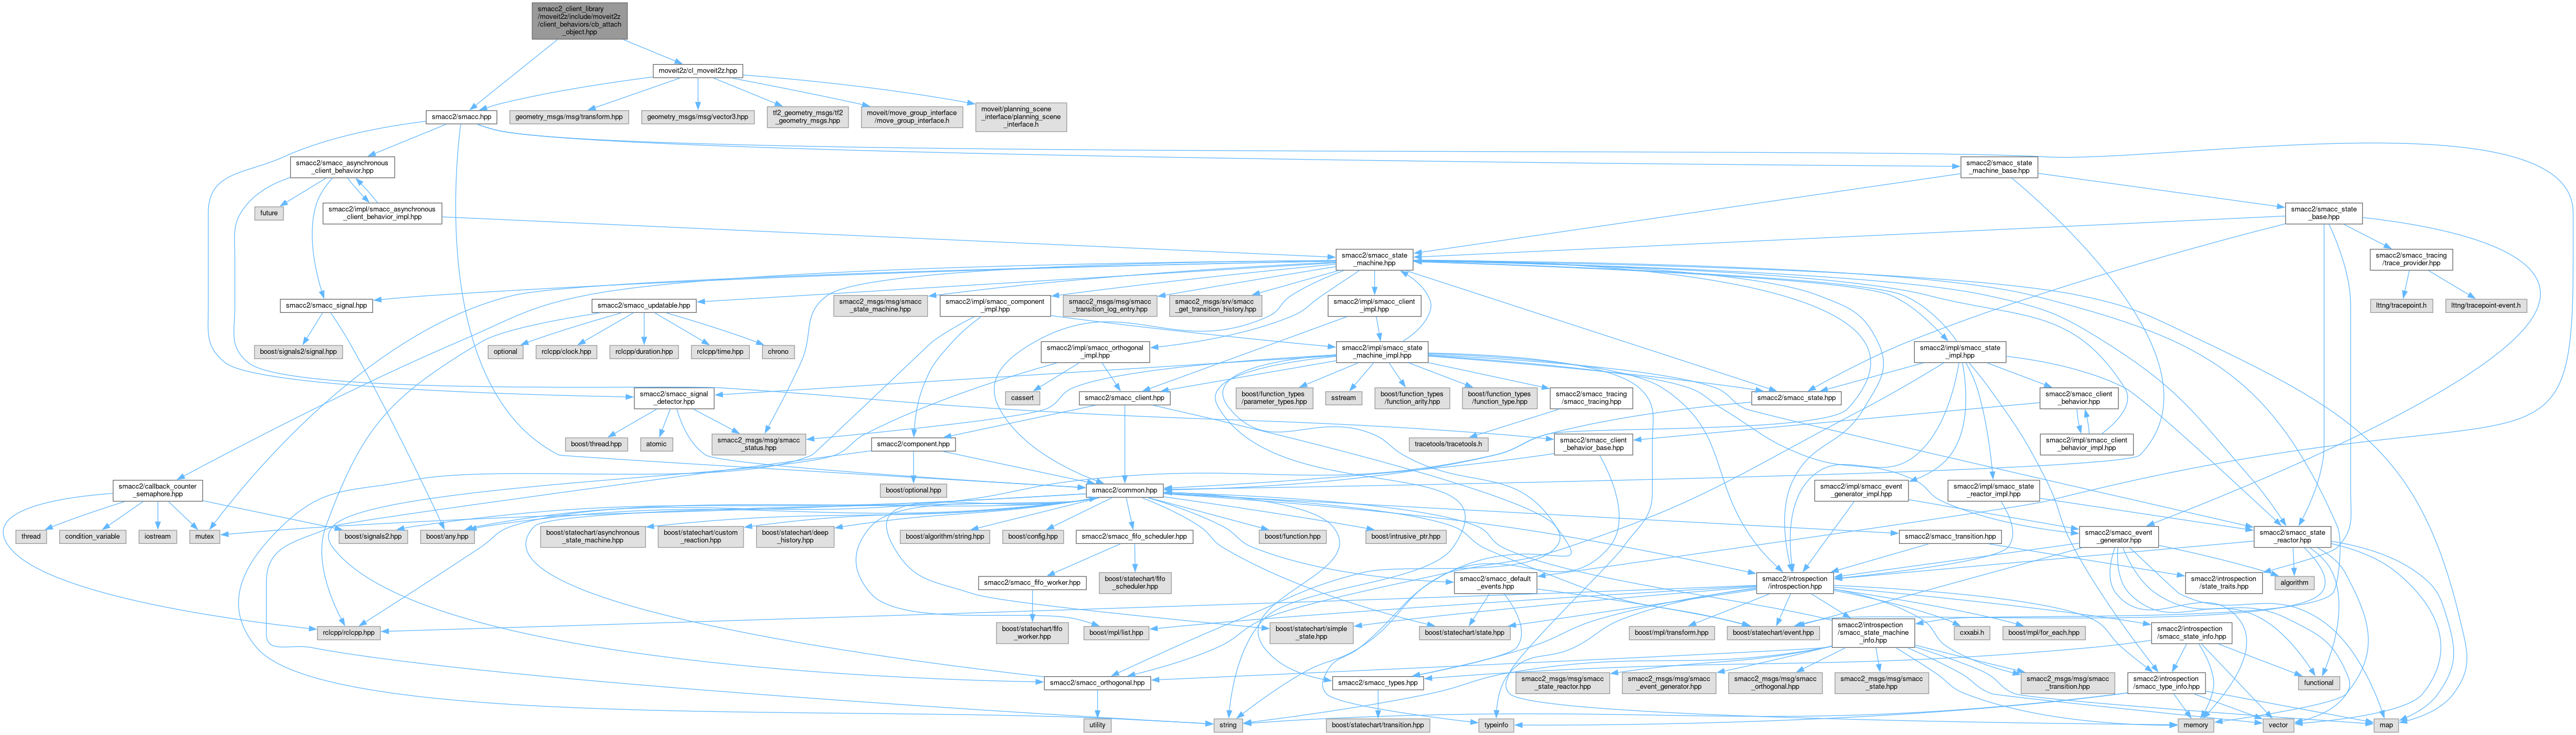 smacc2_client_library
/moveit2z/include/moveit2z
/client_behaviors/cb_attach
_object.hpp
moveit2z/cl_moveit2z.hpp
smacc2/smacc.hpp
geometry_msgs/msg/transform.hpp
geometry_msgs/msg/vector3.hpp
tf2_geometry_msgs/tf2
_geometry_msgs.hpp
moveit/move_group_interface
/move_group_interface.h
moveit/planning_scene
_interface/planning_scene
_interface.h
smacc2/smacc_asynchronous
_client_behavior.hpp
smacc2/smacc_state
_machine_base.hpp
future
smacc2/impl/smacc_asynchronous
_client_behavior_impl.hpp
smacc2/smacc_state
_base.hpp
smacc2/smacc_state
_machine.hpp
smacc2/smacc_tracing
/trace_provider.hpp
smacc2/smacc_signal.hpp
smacc2/smacc_updatable.hpp
smacc2_msgs/msg/smacc
_state_machine.hpp
smacc2/impl/smacc_component
_impl.hpp
smacc2_msgs/msg/smacc
_transition_log_entry.hpp
smacc2_msgs/srv/smacc
_get_transition_history.hpp
smacc2/impl/smacc_client
_impl.hpp
lttng/tracepoint.h
lttng/tracepoint-event.h
boost/signals2/signal.hpp
optional
rclcpp/clock.hpp
rclcpp/duration.hpp
rclcpp/time.hpp
chrono
smacc2/impl/smacc_orthogonal
_impl.hpp
smacc2/impl/smacc_state
_machine_impl.hpp
smacc2/impl/smacc_state
_impl.hpp
smacc2/smacc_signal
_detector.hpp
cassert
smacc2/smacc_client.hpp
boost/function_types
/parameter_types.hpp
sstream
boost/function_types
/function_arity.hpp
boost/function_types
/function_type.hpp
smacc2/smacc_tracing
/smacc_tracing.hpp
smacc2/smacc_state.hpp
smacc2/smacc_client
_behavior.hpp
boost/thread.hpp
atomic
smacc2_msgs/msg/smacc
_status.hpp
smacc2/component.hpp
tracetools/tracetools.h
smacc2/smacc_client
_behavior_base.hpp
smacc2/impl/smacc_client
_behavior_impl.hpp
smacc2/callback_counter
_semaphore.hpp
boost/optional.hpp
smacc2/common.hpp
smacc2/impl/smacc_event
_generator_impl.hpp
smacc2/impl/smacc_state
_reactor_impl.hpp
thread
condition_variable
iostream
mutex
boost/signals2.hpp
boost/any.hpp
boost/statechart/asynchronous
_state_machine.hpp
boost/statechart/custom
_reaction.hpp
boost/statechart/deep
_history.hpp
boost/algorithm/string.hpp
boost/config.hpp
smacc2/smacc_fifo_scheduler.hpp
boost/function.hpp
boost/intrusive_ptr.hpp
smacc2/smacc_transition.hpp
smacc2/smacc_event
_generator.hpp
smacc2/smacc_state
_reactor.hpp
smacc2/smacc_fifo_worker.hpp
boost/statechart/fifo
_scheduler.hpp
smacc2/smacc_default
_events.hpp
smacc2/introspection
/introspection.hpp
smacc2/introspection
/state_traits.hpp
algorithm
rclcpp/rclcpp.hpp
boost/statechart/fifo
_worker.hpp
boost/mpl/list.hpp
boost/statechart/simple
_state.hpp
boost/statechart/state.hpp
boost/mpl/transform.hpp
boost/statechart/event.hpp
smacc2/introspection
/smacc_state_machine
_info.hpp
cxxabi.h
boost/mpl/for_each.hpp
smacc2/introspection
/smacc_state_info.hpp
smacc2/smacc_orthogonal.hpp
smacc2/smacc_types.hpp
smacc2_msgs/msg/smacc
_state_reactor.hpp
smacc2_msgs/msg/smacc
_event_generator.hpp
smacc2_msgs/msg/smacc
_orthogonal.hpp
smacc2_msgs/msg/smacc
_state.hpp
smacc2_msgs/msg/smacc
_transition.hpp
smacc2/introspection
/smacc_type_info.hpp
functional
utility
string
boost/statechart/transition.hpp
typeinfo
memory
vector
map